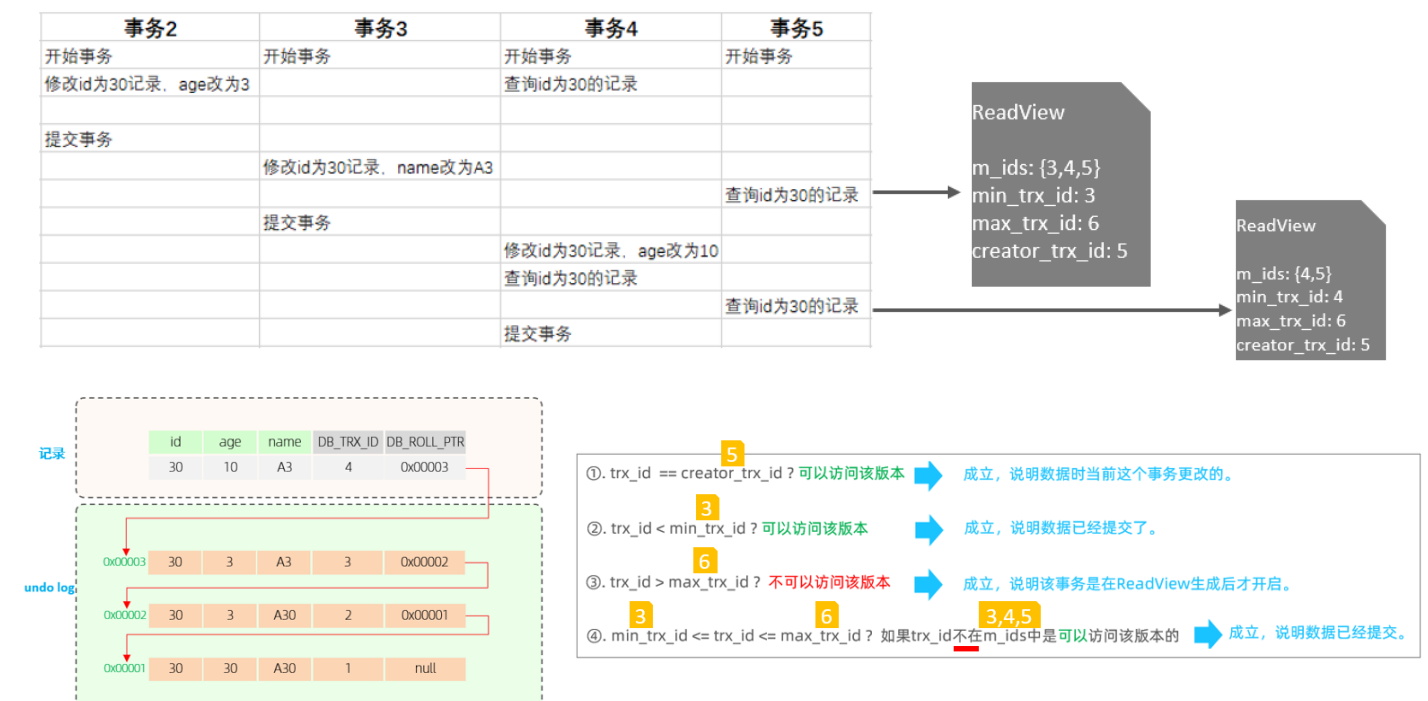 事务2 事务3 事务4 事务5
开始事务 开始事务 开始事务 开始事务
修改id为30记录，age改为3 查询id为30的记录
提交事务
修改id为30记录，name改为A3
查询id为30的记录
提交事务
修改id为30记录，age改为10
查询id为30的记录
查询id为30的记录
提交事务
ReadView
m_ids: {3,4,5}
min_trx_id: 3
max_trx_id: 6
creator_trx_id: 5
ReadView
m_ids: {4,5}
min_trx_id: 4
max_trx_id: 6
creator_trx_id: 5
记录
id age name DB_TRX_ID DB_ROLL_PTR
30 10 A3 4 0x00003
undo log
0x00003 30 3 A3 3 0x00002
0x00002 30 3 A30 2 0x00001
0x00001 30 30 A30 1 null
5
①. trx_id == creator_trx_id ? 可以访问该版本 成立，说明数据时当前这个事务更改的。
3
②. trx_id < min_trx_id ? 可以访问该版本 成立，说明数据已经提交了。
6
③. trx_id > max_trx_id ? 不可以访问该版本 成立，说明该事务是在ReadView生成后才开启。
3 6 3,4,5
④. min_trx_id <= trx_id <= max_trx_id ? 如果trx_id不在m_ids中是可以访问该版本的 成立，说明数据已经提交。